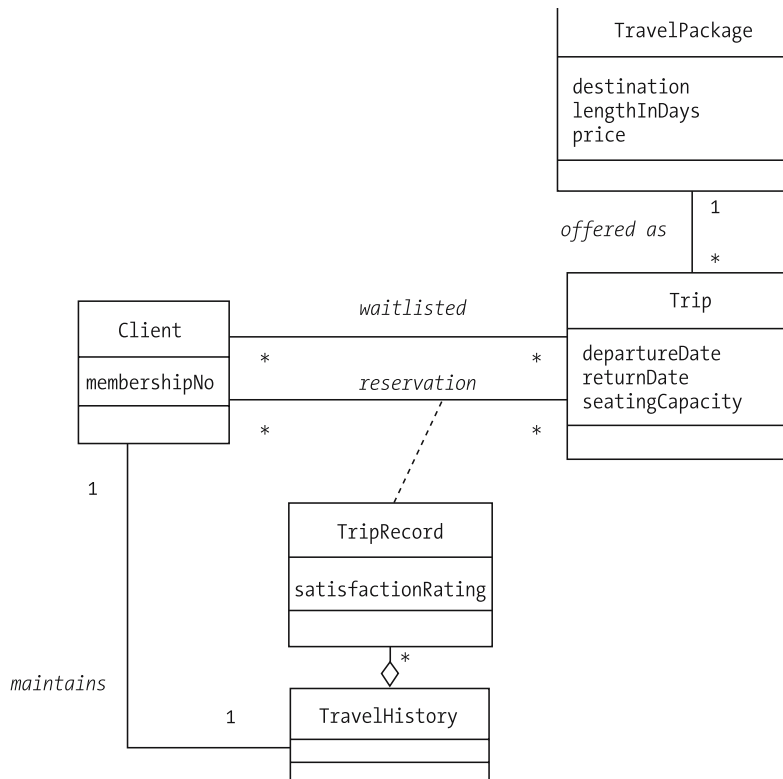 TravelPackage
destination
lengthInDays
price
1
offered as
*
Trip
departureDate
returnDate
seatingCapacity
Client
membershipNo
waitlisted
*
*
reservation
*
*
1
TripRecord
satisfactionRating
*
maintains
1
TravelHistory